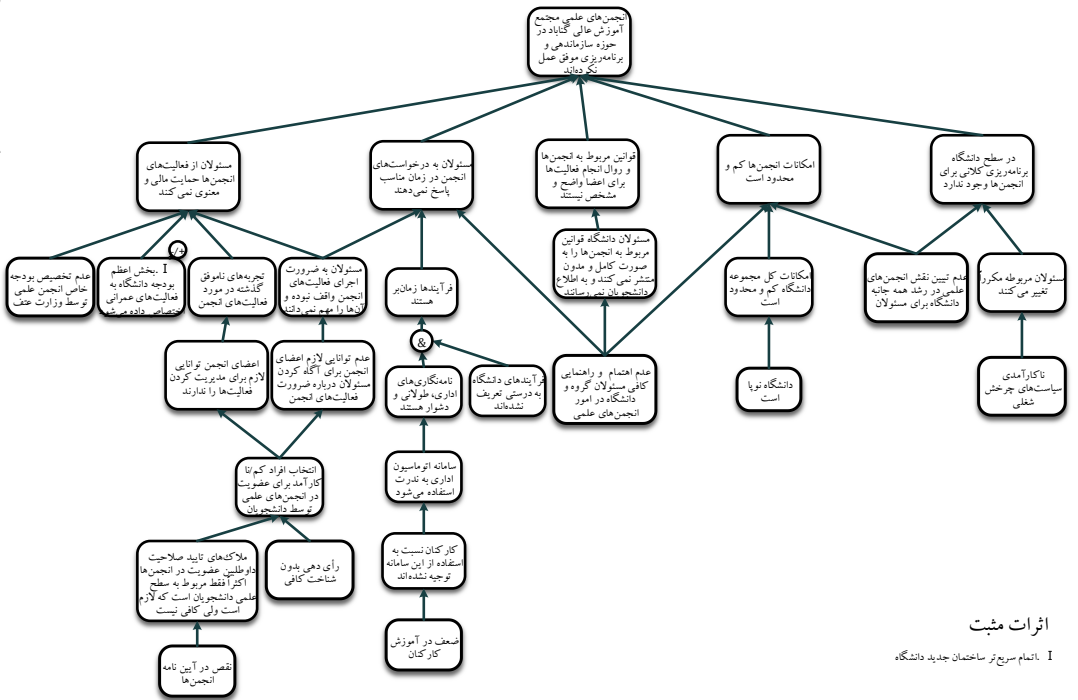 انجمن‌های علمی مجتمع
آموزش عالی گناباد در
حوزه سازماندهی و
برنامه‌ریزی موفق عمل
نکرده‌اند
در سطح دانشگاه
برنامه‌ریزی کلانی برای
انجمن‌ها وجود ندارد
امکانات انجمن‌ها کم و
محدود است
قوانین مربوط به انجمن‌ها
و روال انجام فعالیت‌ها
برای اعضا واضح و
مشخص نیستند
مسئولان به درخواست‌های
انجمن در زمان مناسب
پاسخ نمی‌دهند
مسئولان از فعالیت‌های
انجمن‌ها حمایت مالی و
معنوی نمی‌کنند
مسئولان مربوطه مکررا
تغییر می‌کنند
عدم تبیین نقش انجمن‌های
علمی در رشد همه جانبه
دانشگاه برای مسئولان
امکانات کل مجموعه
دانشگاه کم و محدود
است
مسئولان دانشگاه قوانین
مربوط به انجمن‌ها را به
صورت کامل و مدون
منتشر نمی‌کنند و به اطلاع
دانشجویان نمی‌رسانند
فرآیندها زمان‌بر
هستند
مسئولان به ضرورت
اجرای فعالیت‌های
انجمن واقف نبوده و
آن‌ها را مهم نمی‌دانند
تجربه‌های ناموفق
گذشته در مورد
فعالیت‌های انجمن
-/+
1. بخش اعظم
بودجه دانشگاه به
فعالیت‌های عمرانی
اختصاص داده می‌شود
عدم تخصیص بودجه
خاص انجمن علمی
توسط وزارت عتف
&
ناکارآمدی
سیاست‌های چرخش
شغلی
دانشگاه نوپا
است
عدم اهتمام و راهنمایی
کافی مسئولان گروه و
دانشگاه در امور
انجمن‌های علمی
فرآیندهای دانشگاه
به درستی تعریف
نشده‌اند
نامه‌نگاری‌های
اداری، طولانی و
دشوار هستند
عدم توانایی لازم اعضای
انجمن برای آگاه کردن
مسئولان درباره ضرورت
فعالیت‌های انجمن
اعضای انجمن توانایی
لازم برای مدیریت کردن
فعالیت‌ها را ندارند
سامانه اتوماسیون
اداری به ندرت
استفاده می‌شود
انتخاب افراد کم/نا
کارآمد برای عضویت
در انجمن‌های علمی
توسط دانشجویان
کارکنان نسبت به
استفاده از این سامانه
توجیه نشده‌اند
رأی دهی بدون
شناخت کافی
ملاک‌های تایید صلاحیت
داوطلبین عضویت در انجمن‌ها
اکثراً فقط مربوط به سطح
علمی دانشجویان است که لازم
است ولی کافی نیست
ضعف در آموزش
کارکنان
نقص در آیین نامه
انجمن‌ها
اثرات مثبت
1. اتمام سریع‌تر ساختمان جدید دانشگاه